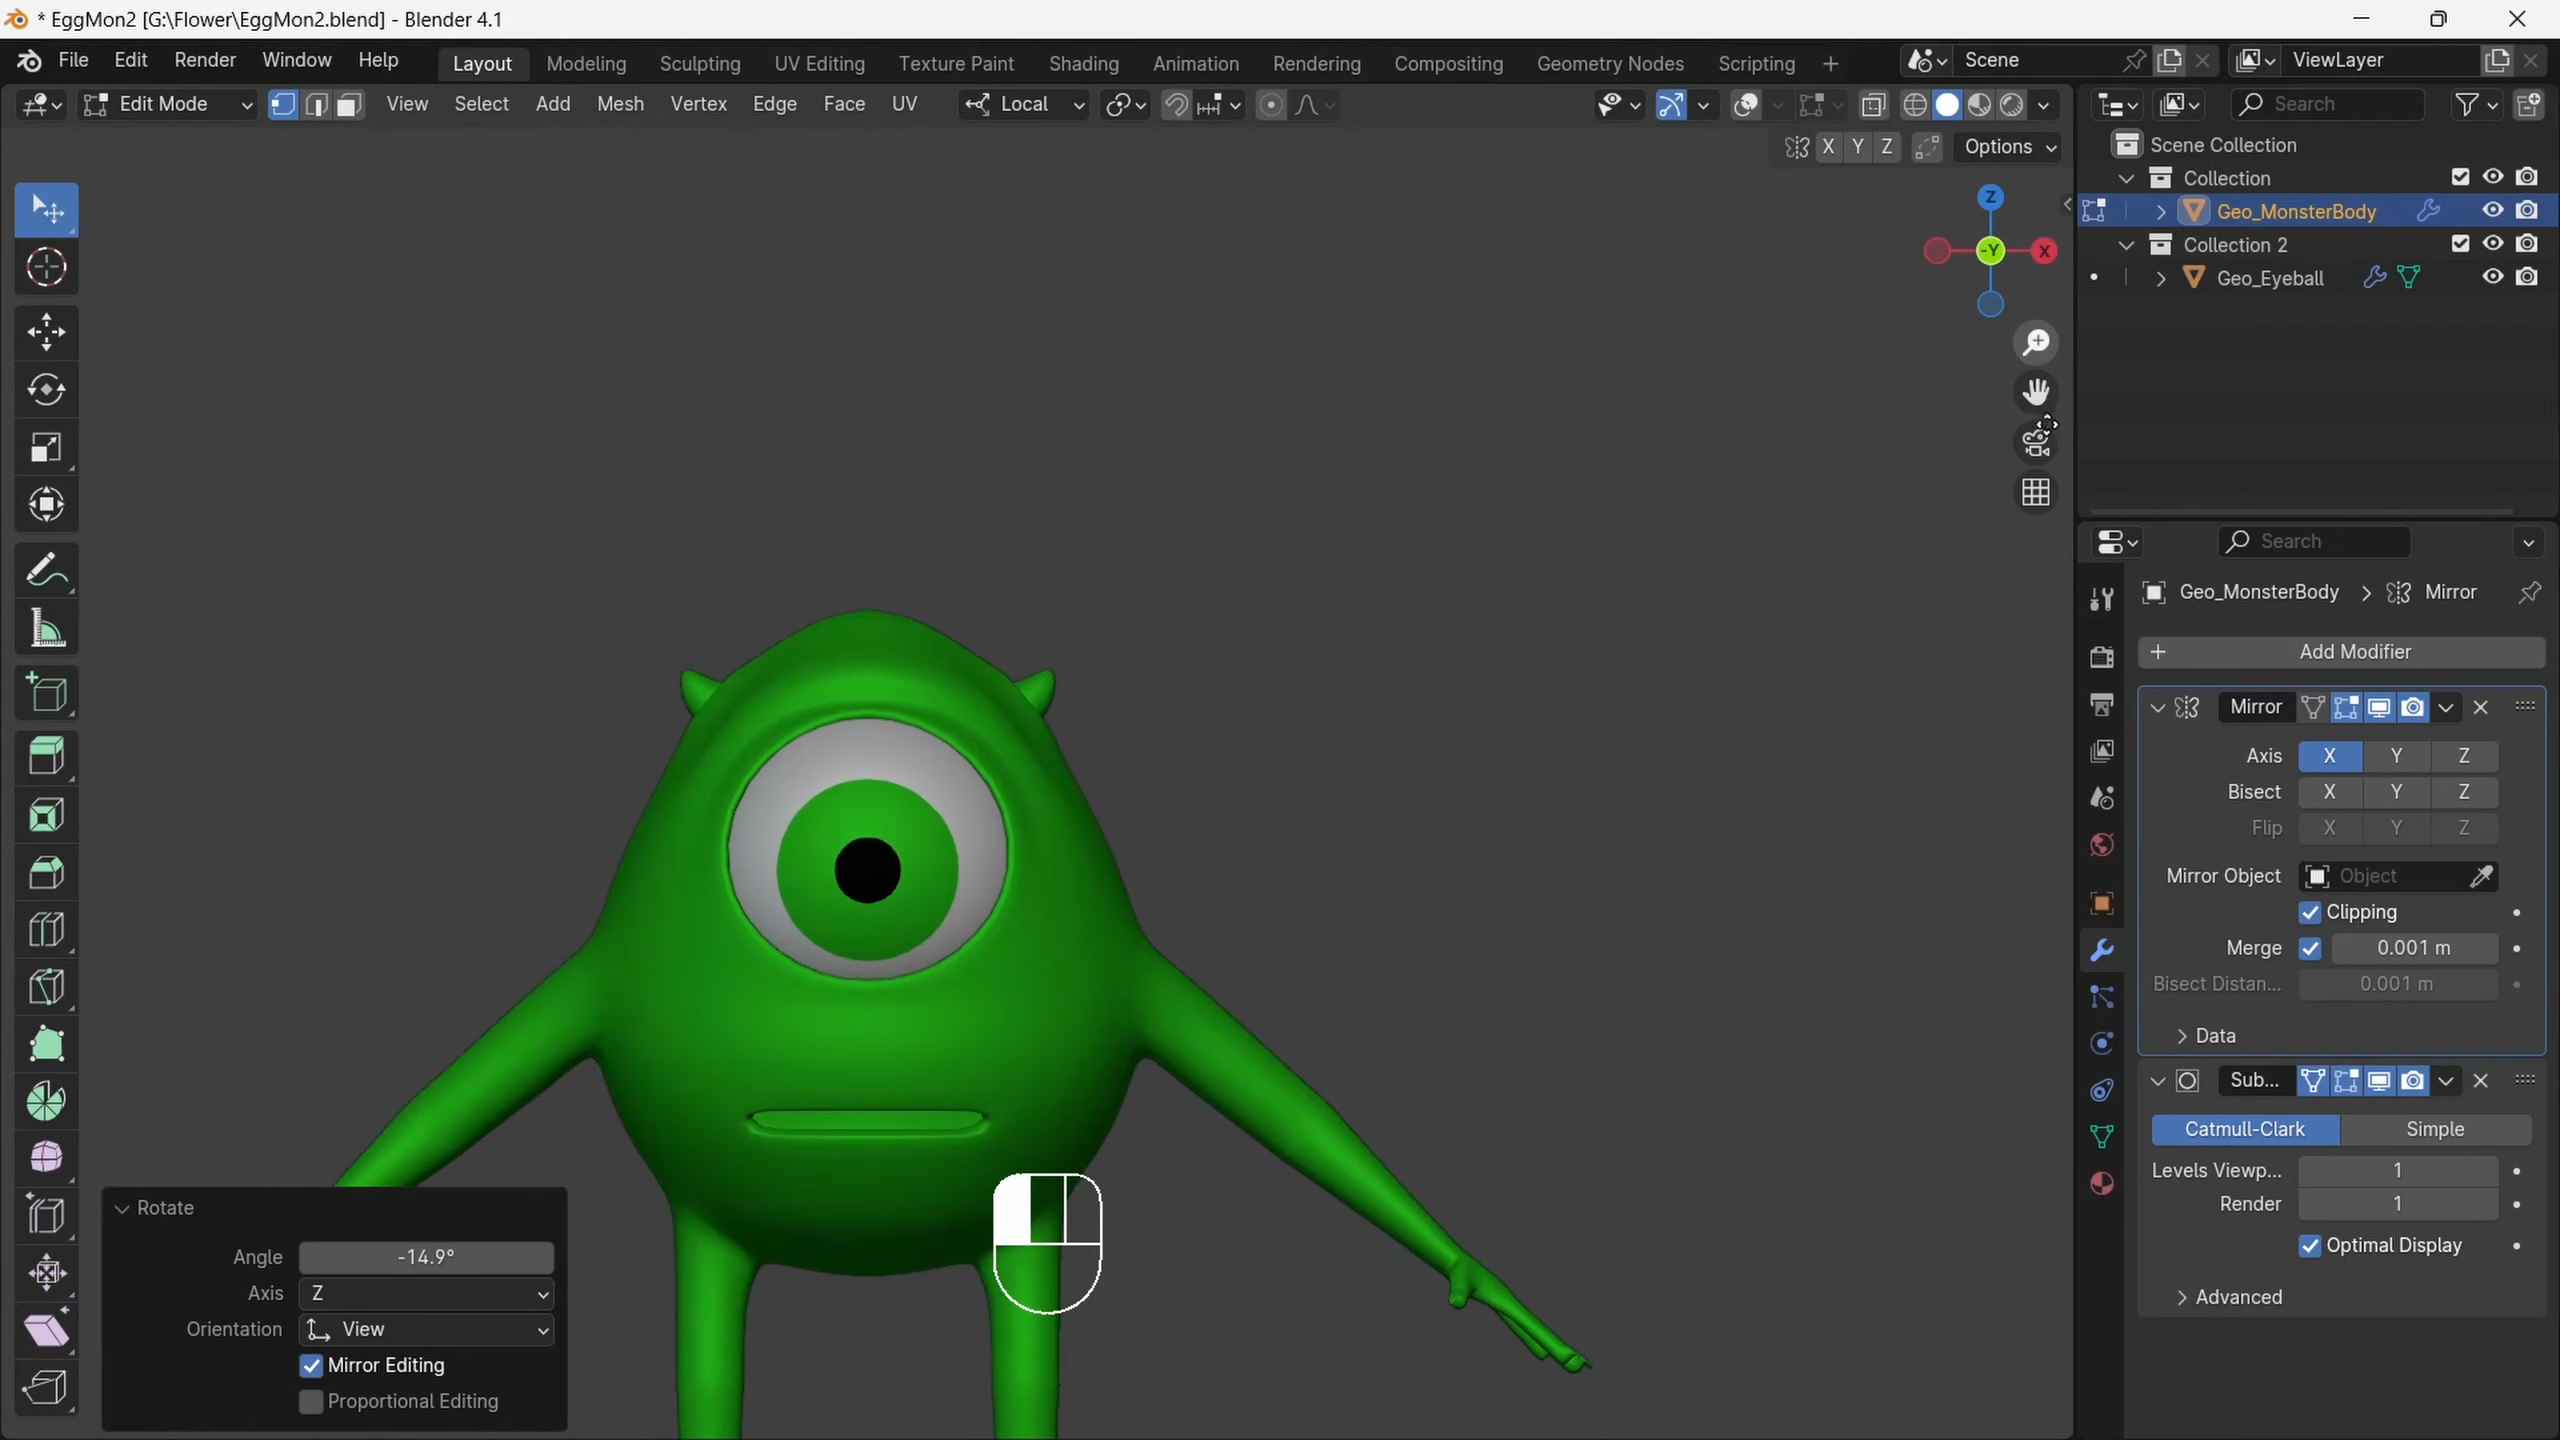 * EggMon2 [G:\Flower\EggMon2.blend] - Blender 4.1
File Edit Render Window Help Layout Modeling Sculpting UV Editing Texture Paint Shading Animation Rendering Compositing Geometry Nodes Scripting + Scene ViewLayer
Edit Mode View Select Add Mesh Vertex Edge Face UV Local Search
X Y Z Options
Scene Collection
Collection
Geo_MonsterBody
Collection 2
Geo_Eyeball
Z
-Y X
Search
Geo_MonsterBody > Mirror
+ Add Modifier
Mirror
Axis X Y Z
Bisect X Y Z
Flip X Y Z
Mirror Object Object
Clipping
Merge 0.001 m
Bisect Distan... 0.001 m
Data
Sub...
Catmull-Clark Simple
Levels Viewp... 1
Render 1
Optimal Display
Advanced
Rotate
Angle -14.9°
Axis Z
Orientation View
Mirror Editing
Proportional Editing